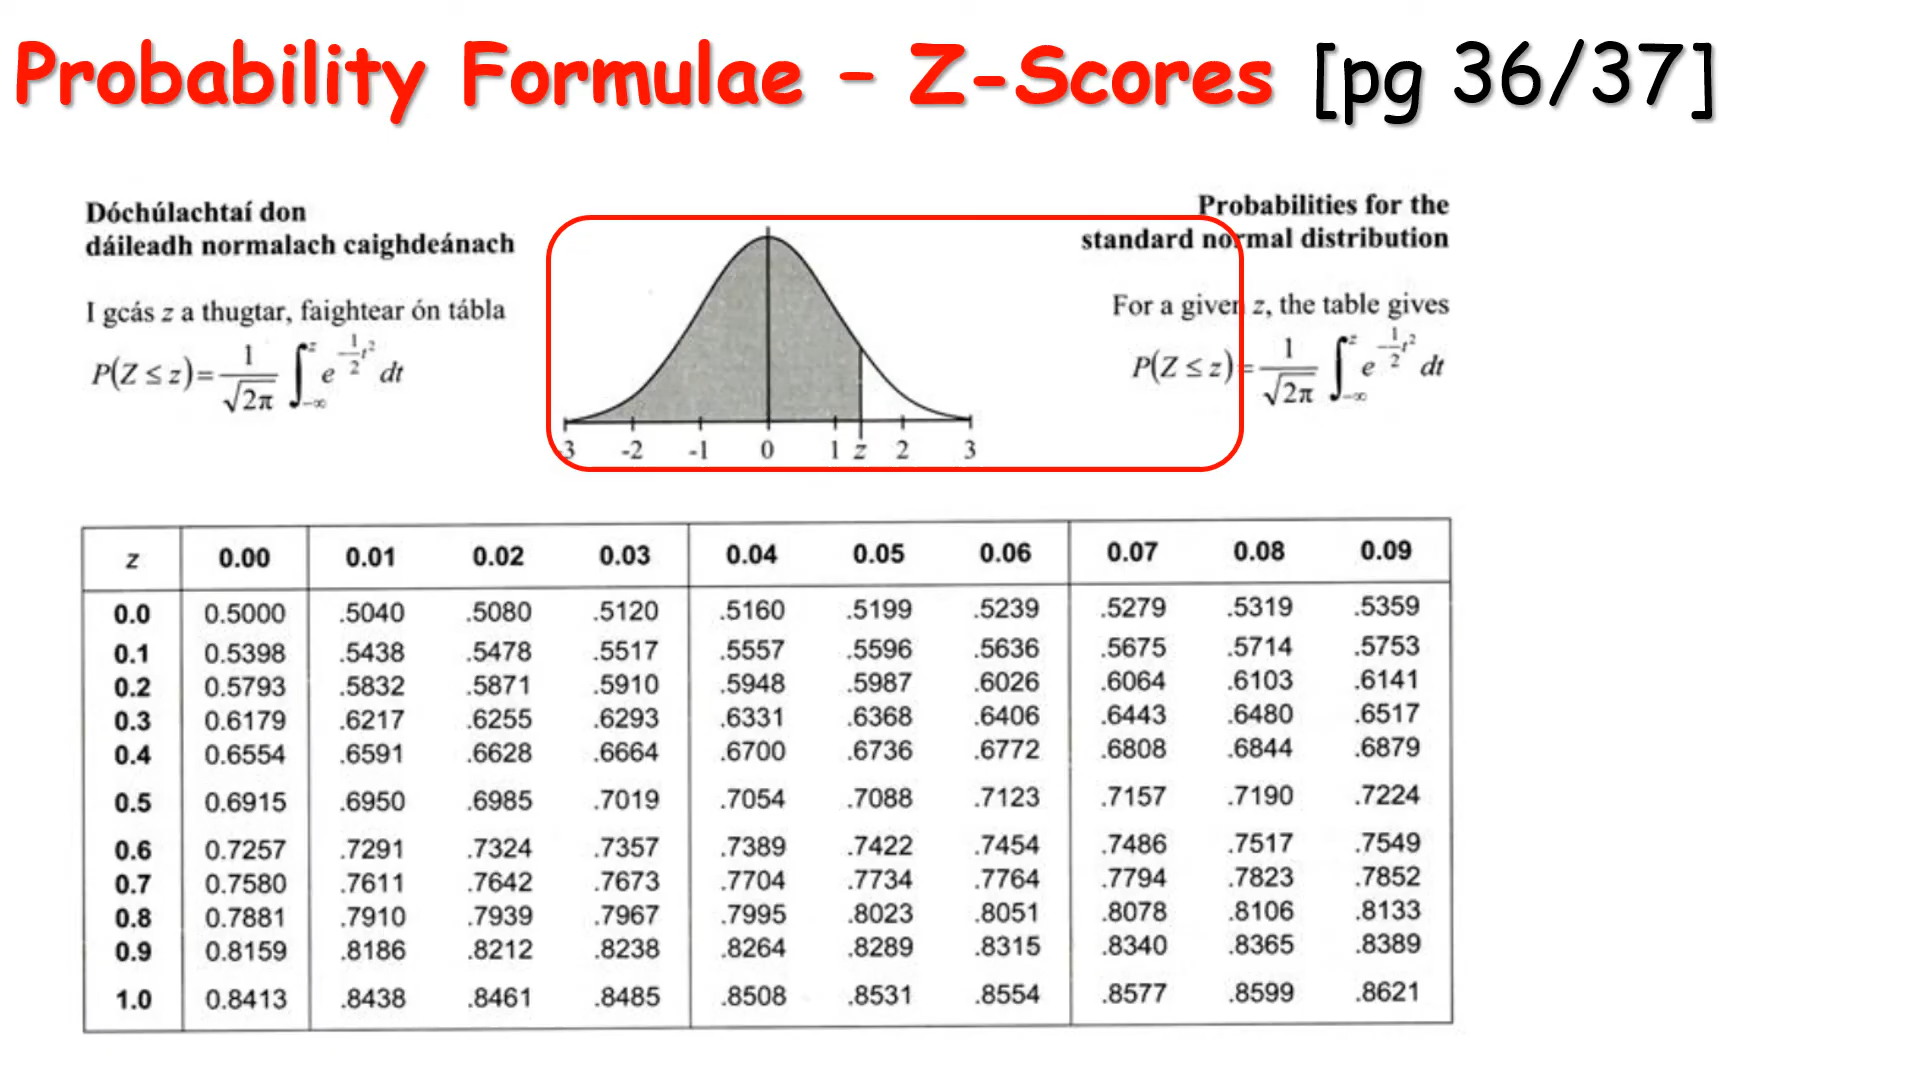 Probability Formulae – Z-Scores [pg 36/37]
Dóchúlachtaí don
dáileadh normalach caighdeánach
I gcás z a thugtar, faightear ón tábla
P(Z ≤ z) = 1/√2π ∫_{-∞}^{z} e^{-1/2 t²} dt
-3 -2 -1 0 1 z 2 3
Probabilities for the
standard normal distribution
For a given z, the table gives
P(Z ≤ z) = 1/√2π ∫_{-∞}^{z} e^{-1/2 t²} dt
z 0.00 0.01 0.02 0.03 0.04 0.05 0.06 0.07 0.08 0.09
0.0 0.5000 .5040 .5080 .5120 .5160 .5199 .5239 .5279 .5319 .5359
0.1 0.5398 .5438 .5478 .5517 .5557 .5596 .5636 .5675 .5714 .5753
0.2 0.5793 .5832 .5871 .5910 .5948 .5987 .6026 .6064 .6103 .6141
0.3 0.6179 .6217 .6255 .6293 .6331 .6368 .6406 .6443 .6480 .6517
0.4 0.6554 .6591 .6628 .6664 .6700 .6736 .6772 .6808 .6844 .6879
0.5 0.6915 .6950 .6985 .7019 .7054 .7088 .7123 .7157 .7190 .7224
0.6 0.7257 .7291 .7324 .7357 .7389 .7422 .7454 .7486 .7517 .7549
0.7 0.7580 .7611 .7642 .7673 .7704 .7734 .7764 .7794 .7823 .7852
0.8 0.7881 .7910 .7939 .7967 .7995 .8023 .8051 .8078 .8106 .8133
0.9 0.8159 .8186 .8212 .8238 .8264 .8289 .8315 .8340 .8365 .8389
1.0 0.8413 .8438 .8461 .8485 .8508 .8531 .8554 .8577 .8599 .8621